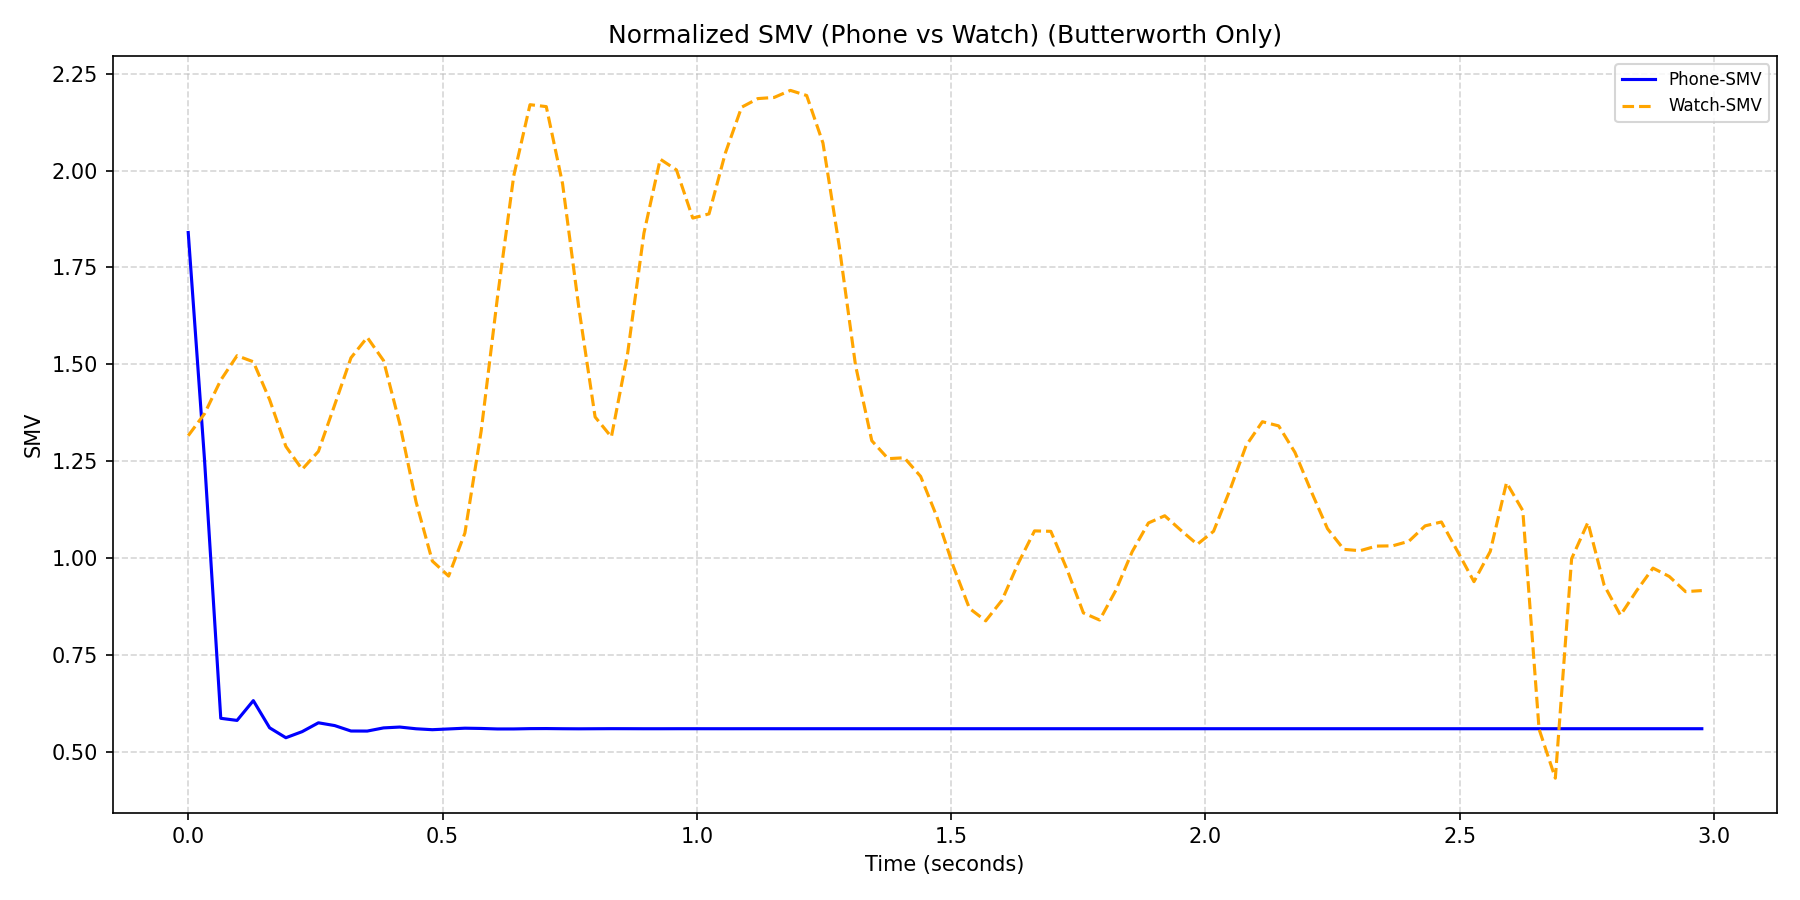 Normalized SMV (Phone vs Watch) (Butterworth Only)
Phone-SMV
Watch-SMV
2.25
2.00
1.75
1.50
1.25
1.00
0.75
0.50
SMV
0.0 0.5 1.0 1.5 2.0 2.5 3.0
Time (seconds)